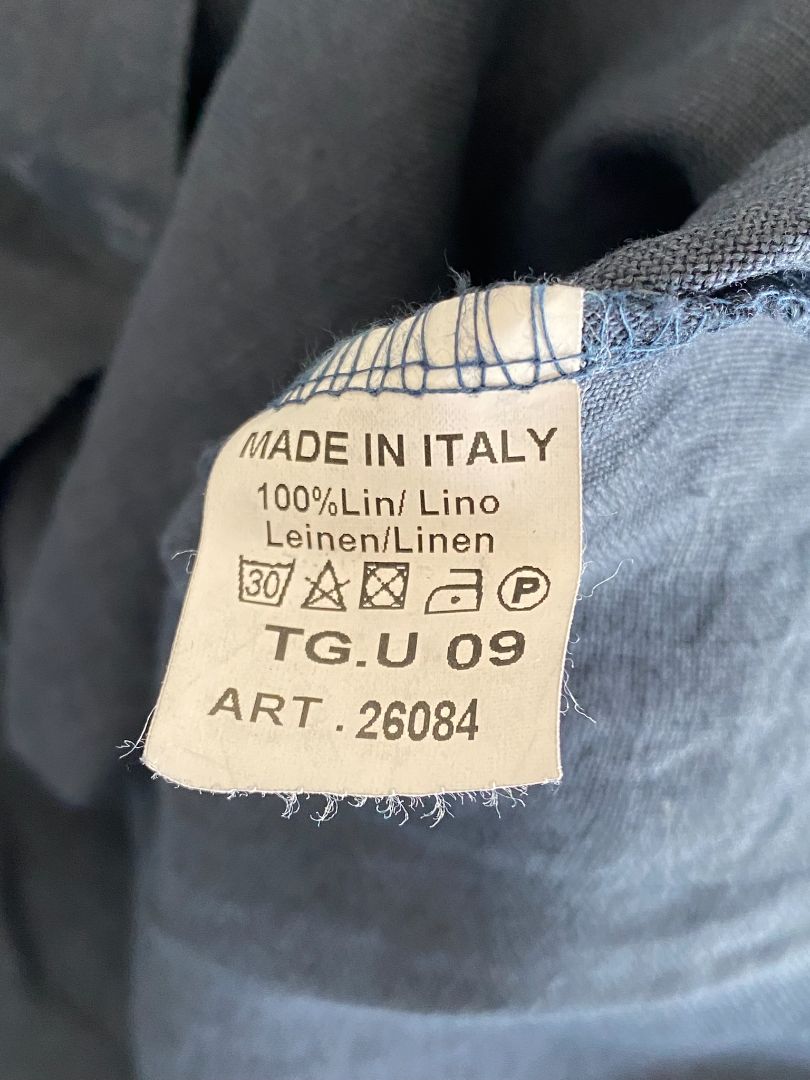 MADE IN ITALY
100%Lin/ Lino
Leinen/Linen
30 P
TG.U 09
ART . 26084